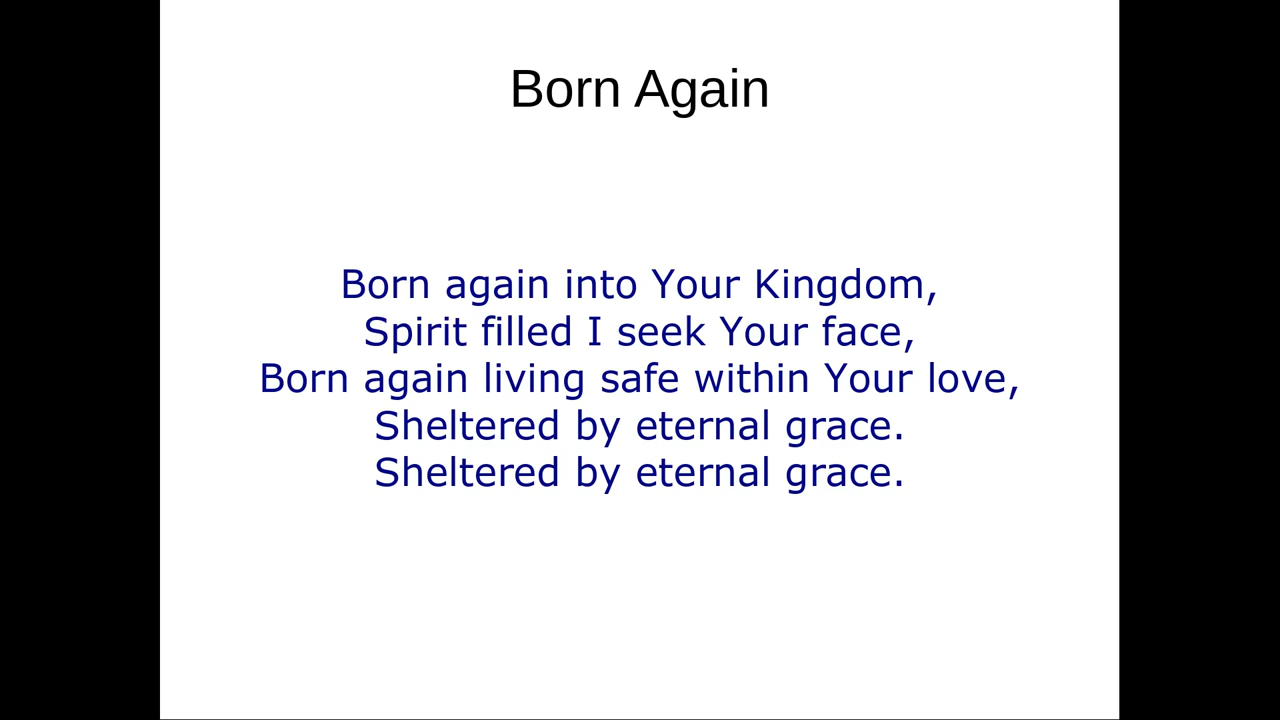 Born Again
Born again into Your Kingdom,
Spirit filled I seek Your face,
Born again living safe within Your love,
Sheltered by eternal grace.
Sheltered by eternal grace.